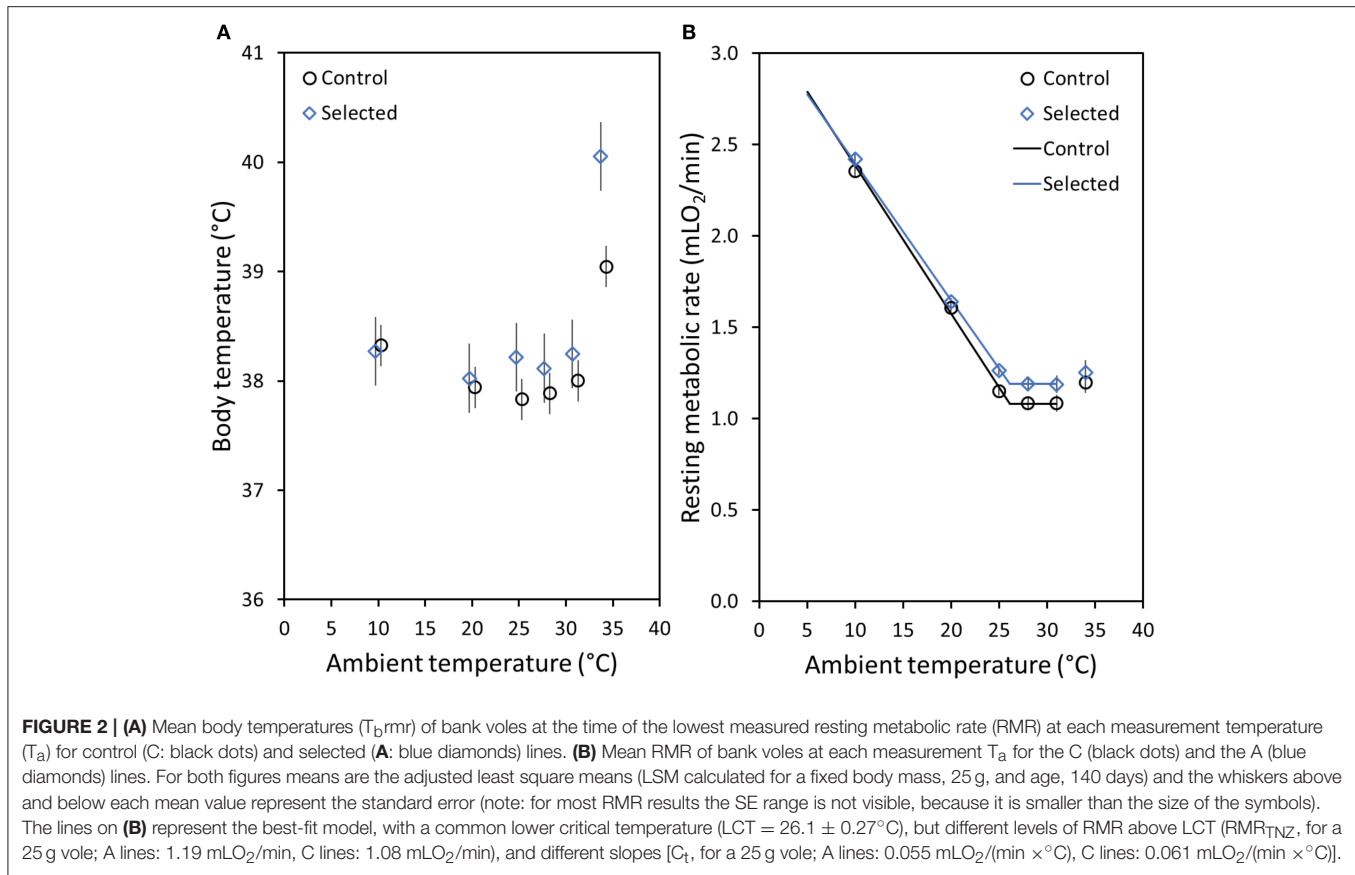 A
41
40
39
38
37
36
Body temperature (°C)
Control
Selected
0 5 10 15 20 25 30 35 40
Ambient temperature (°C)
B
3.0
2.5
2.0
1.5
1.0
0.5
0.0
Resting metabolic rate (mLO₂/min)
Control
Selected
Control
Selected
0 5 10 15 20 25 30 35 40
Ambient temperature (°C)
FIGURE 2 | (A) Mean body temperatures (T_brmr) of bank voles at the time of the lowest measured resting metabolic rate (RMR) at each measurement temperature
(Tₐ) for control (C: black dots) and selected (A: blue diamonds) lines. (B) Mean RMR of bank voles at each measurement Tₐ for the C (black dots) and the A (blue
diamonds) lines. For both figures means are the adjusted least square means (LSM calculated for a fixed body mass, 25 g, and age, 140 days) and the whiskers above
and below each mean value represent the standard error (note: for most RMR results the SE range is not visible, because it is smaller than the size of the symbols).
The lines on (B) represent the best-fit model, with a common lower critical temperature (LCT = 26.1 ± 0.27°C), but different levels of RMR above LCT (RMR_TNZ, for a
25 g vole; A lines: 1.19 mLO₂/min, C lines: 1.08 mLO₂/min), and different slopes [Cₜ, for a 25 g vole; A lines: 0.055 mLO₂/(min ×°C), C lines: 0.061 mLO₂/(min ×°C)].